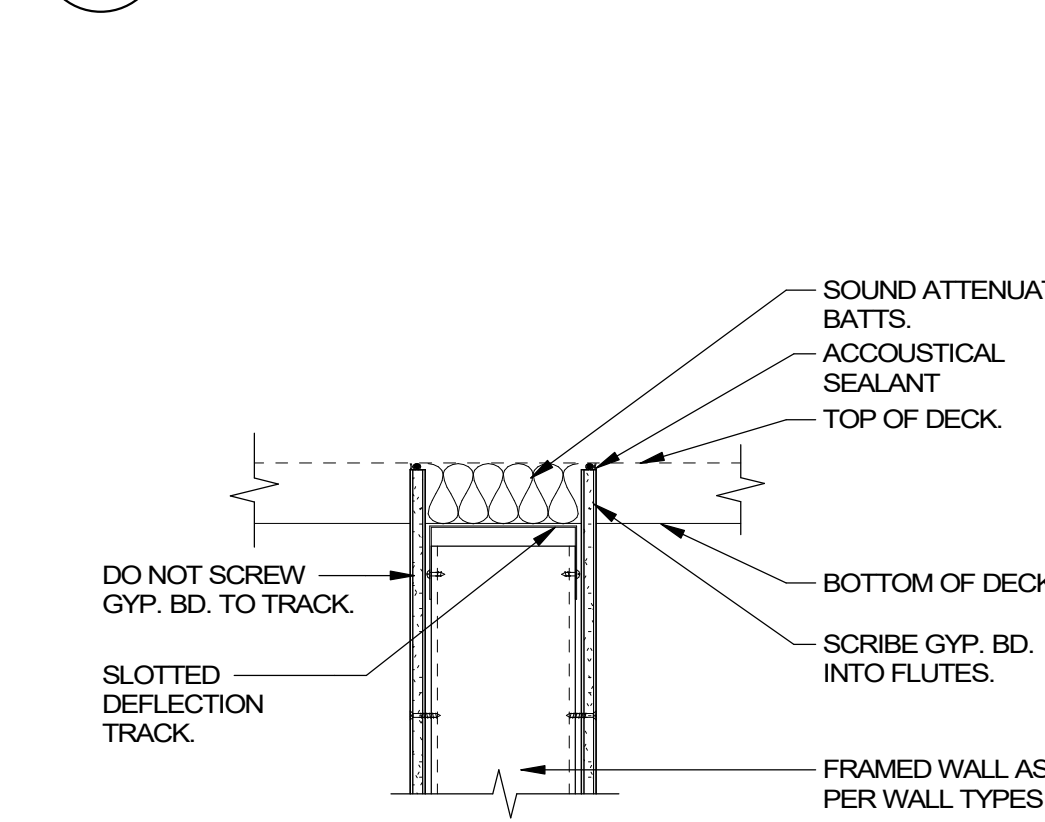 SOUND ATTENUAT
BATTS.
ACCOUSTICAL
SEALANT
TOP OF DECK.
DO NOT SCREW
GYP. BD. TO TRACK.
BOTTOM OF DECK
SLOTTED
DEFLECTION
TRACK.
SCRIBE GYP. BD.
INTO FLUTES.
FRAMED WALL AS
PER WALL TYPES